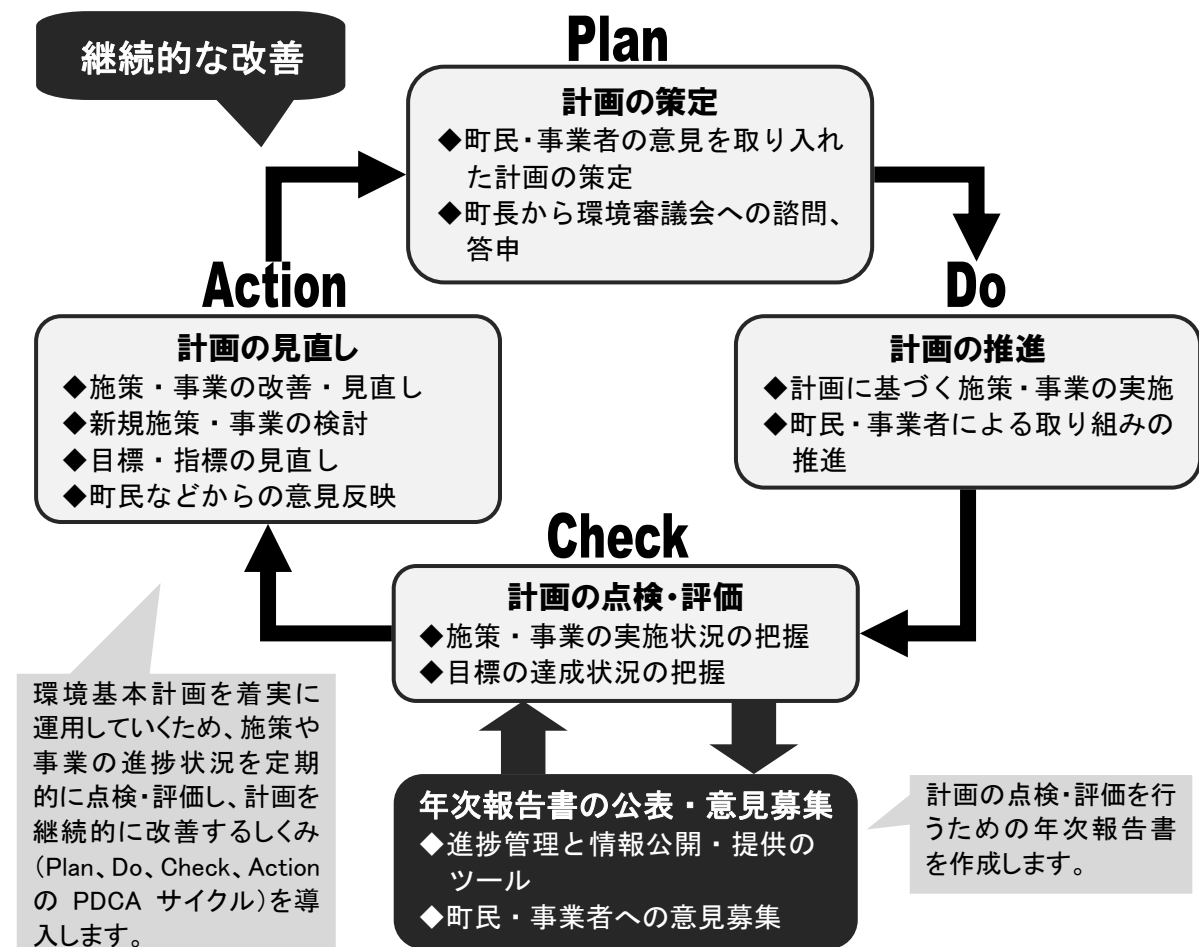 継続的な改善
Plan
計画の策定
◆町民・事業者の意見を取り入れ
た計画の策定
◆町長から環境審議会への諮問、
答申
Do
計画の推進
◆計画に基づく施策・事業の実施
◆町民・事業者による取り組みの
推進
Check
計画の点検・評価
◆施策・事業の実施状況の把握
◆目標の達成状況の把握
Action
計画の見直し
◆施策・事業の改善・見直し
◆新規施策・事業の検討
◆目標・指標の見直し
◆町民などからの意見反映
年次報告書の公表・意見募集
◆進捗管理と情報公開・提供の
ツール
◆町民・事業者への意見募集
環境基本計画を着実に
運用していくため、施策や
事業の進捗状況を定期
的に点検・評価し、計画を
継続的に改善するしくみ
(Plan、Do、Check、Action
の PDCA サイクル)を導
入します。
計画の点検・評価を行
うための年次報告書
を作成します。